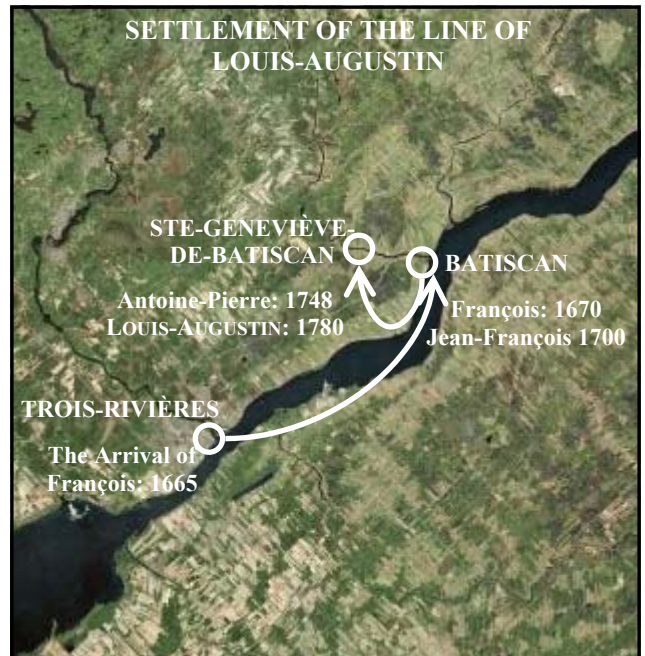 SETTLEMENT OF THE LINE OF
LOUIS-AUGUSTIN
STE-GENEVIÈVE-
DE-BATISCAN
BATISCAN
Antoine-Pierre: 1748
LOUIS-AUGUSTIN: 1780
François: 1670
Jean-François 1700
TROIS-RIVIÈRES
The Arrival of
François: 1665